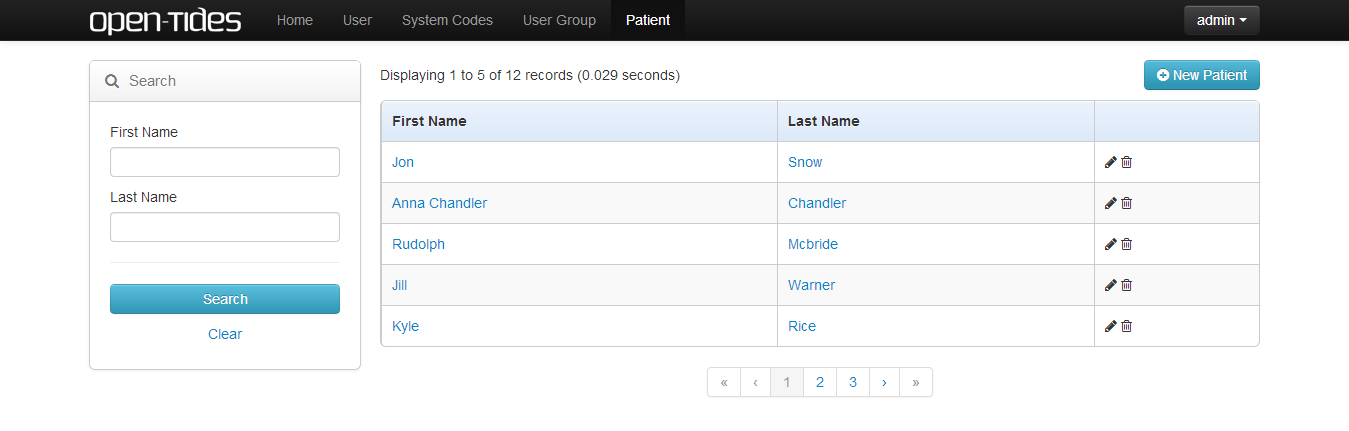 OPEN-TIDES Home User System Codes User Group Patient admin
Search
First Name
Last Name
Search
Clear
Displaying 1 to 5 of 12 records (0.029 seconds)
New Patient
First Name Last Name
Jon Snow
Anna Chandler Chandler
Rudolph Mcbride
Jill Warner
Kyle Rice
« ‹ 1 2 3 › »